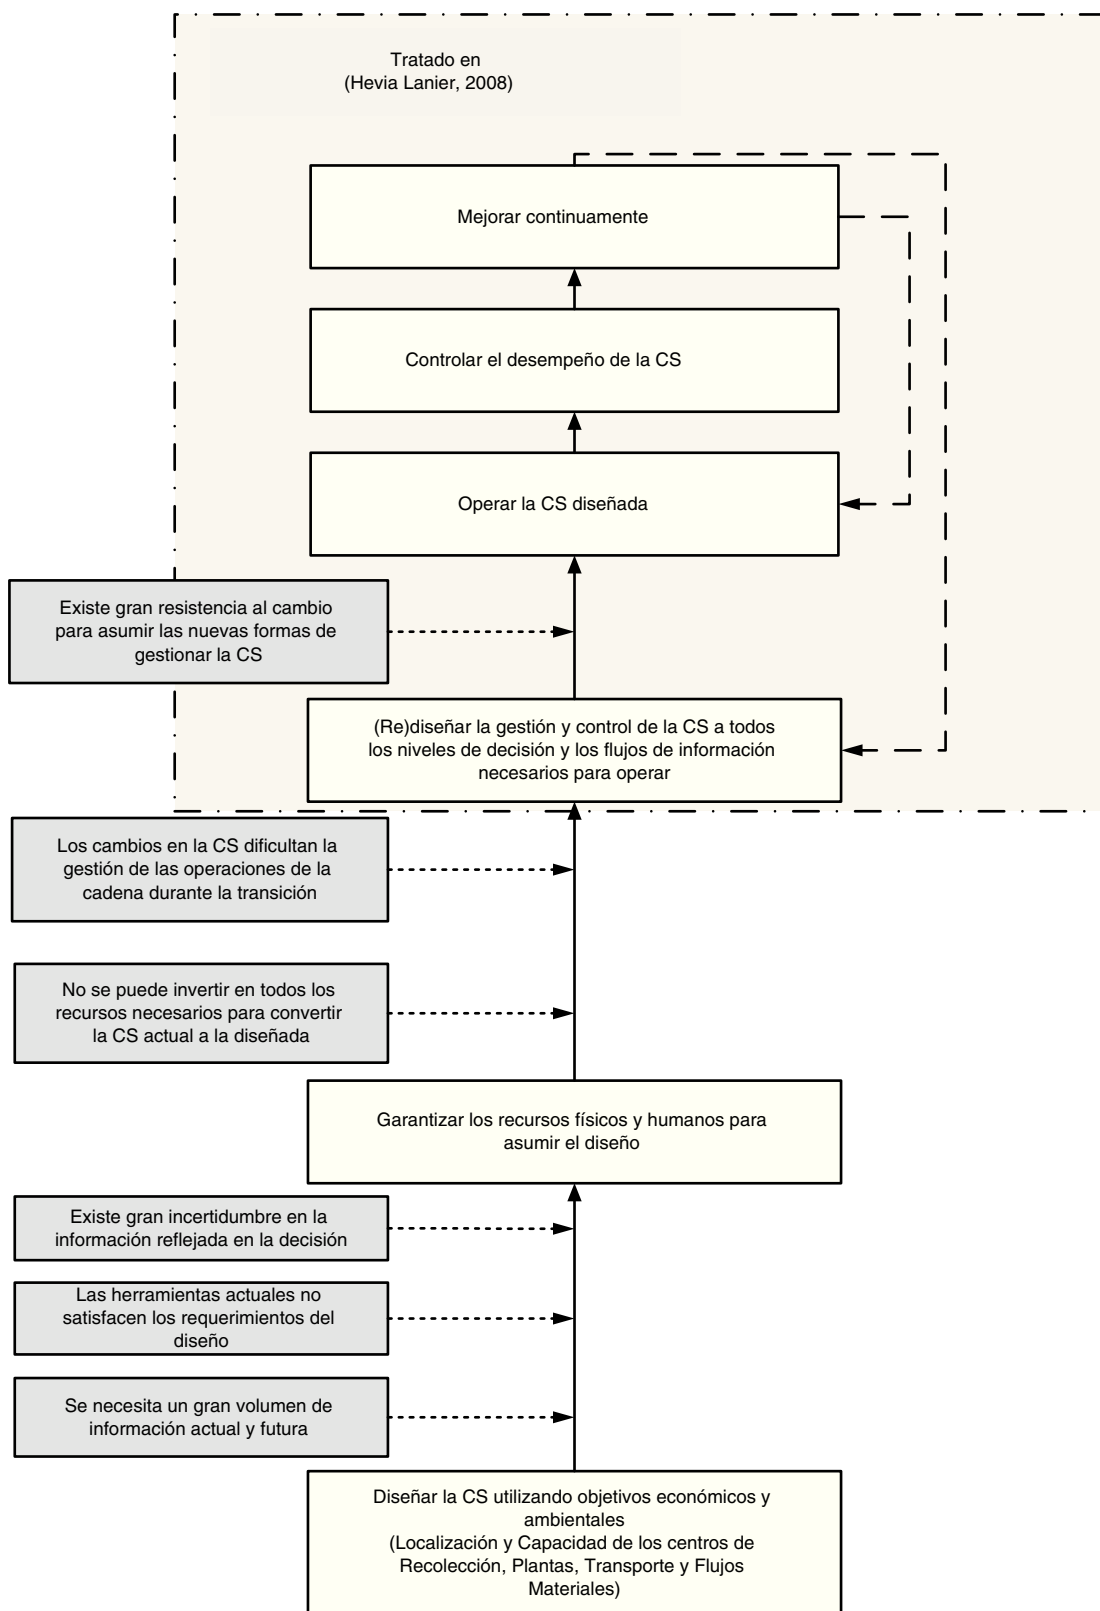 Tratado en
(Hevia Lanier, 2008)
Mejorar continuamente
Controlar el desempeño de la CS
Operar la CS diseñada
Existe gran resistencia al cambio
para asumir las nuevas formas de
gestionar la CS
(Re)diseñar la gestión y control de la CS a todos
los niveles de decisión y los flujos de información
necesarios para operar
Los cambios en la CS dificultan la
gestión de las operaciones de la
cadena durante la transición
No se puede invertir en todos los
recursos necesarios para convertir
la CS actual a la diseñada
Garantizar los recursos físicos y humanos para
asumir el diseño
Existe gran incertidumbre en la
información reflejada en la decisión
Las herramientas actuales no
satisfacen los requerimientos del
diseño
Se necesita un gran volumen de
información actual y futura
Diseñar la CS utilizando objetivos económicos y
ambientales
(Localización y Capacidad de los centros de
Recolección, Plantas, Transporte y Flujos
Materiales)